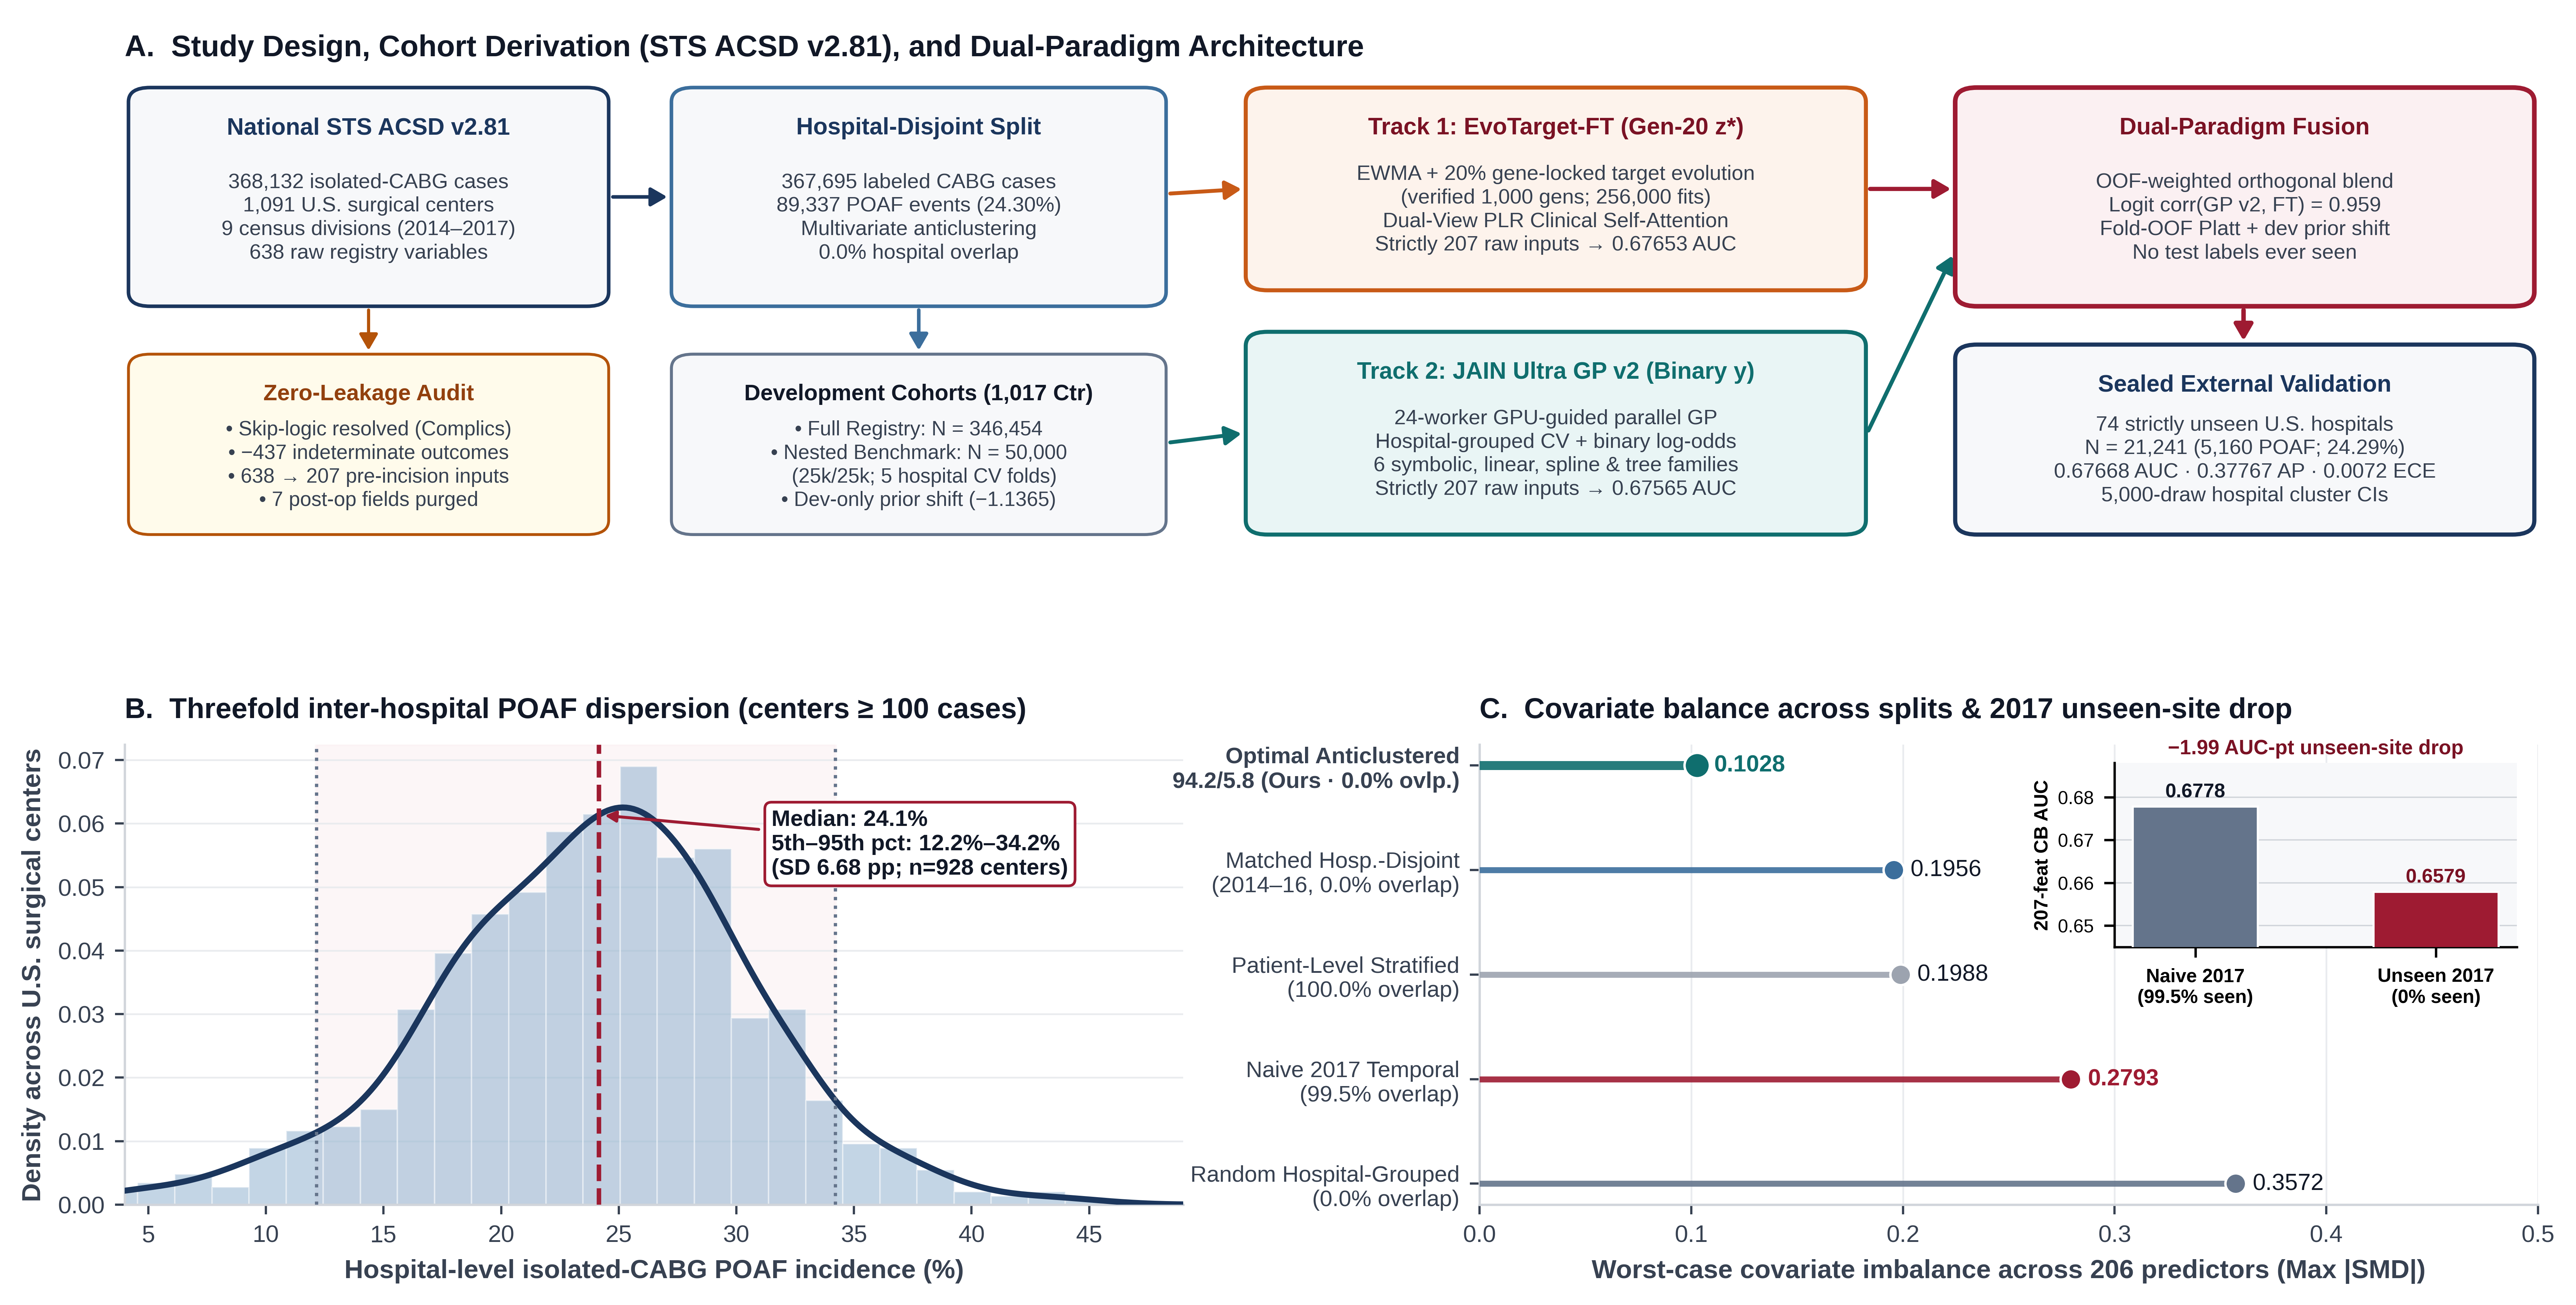 A.  Study Design, Cohort Derivation (STS ACSD v2.81), and Dual-Paradigm Architecture
National STS ACSD v2.81
368,132 isolated-CABG cases
1,091 U.S. surgical centers
9 census divisions (2014–2017)
638 raw registry variables
Hospital-Disjoint Split
367,695 labeled CABG cases
89,337 POAF events (24.30%)
Multivariate anticlustering
0.0% hospital overlap
Track 1: EvoTarget-FT (Gen-20 z*)
EWMA + 20% gene-locked target evolution
(verified 1,000 gens; 256,000 fits)
Dual-View PLR Clinical Self-Attention
Strictly 207 raw inputs → 0.67653 AUC
Dual-Paradigm Fusion
OOF-weighted orthogonal blend
Logit corr(GP v2, FT) = 0.959
Fold-OOF Platt + dev prior shift
No test labels ever seen
Zero-Leakage Audit
• Skip-logic resolved (Complics)
• −437 indeterminate outcomes
• 638 → 207 pre-incision inputs
• 7 post-op fields purged
Development Cohorts (1,017 Ctr)
• Full Registry: N = 346,454
• Nested Benchmark: N = 50,000
(25k/25k; 5 hospital CV folds)
• Dev-only prior shift (−1.1365)
Track 2: JAIN Ultra GP v2 (Binary y)
24-worker GPU-guided parallel GP
Hospital-grouped CV + binary log-odds
6 symbolic, linear, spline & tree families
Strictly 207 raw inputs → 0.67565 AUC
Sealed External Validation
74 strictly unseen U.S. hospitals
N = 21,241 (5,160 POAF; 24.29%)
0.67668 AUC · 0.37767 AP · 0.0072 ECE
5,000-draw hospital cluster CIs
B.  Threefold inter-hospital POAF dispersion (centers ≥ 100 cases)
Density across U.S. surgical centers
0.07
0.06
0.05
0.04
0.03
0.02
0.01
0.00
Median: 24.1%
5th–95th pct: 12.2%–34.2%
(SD 6.68 pp; n=928 centers)
5
10
15
20
25
30
35
40
45
Hospital-level isolated-CABG POAF incidence (%)
C.  Covariate balance across splits & 2017 unseen-site drop
Optimal Anticlustered
94.2/5.8 (Ours · 0.0% ovlp.)
0.1028
Matched Hosp.-Disjoint
(2014–16, 0.0% overlap)
0.1956
Patient-Level Stratified
(100.0% overlap)
0.1988
Naive 2017 Temporal
(99.5% overlap)
0.2793
Random Hospital-Grouped
(0.0% overlap)
0.3572
−1.99 AUC-pt unseen-site drop
207-feat CB AUC
0.68
0.67
0.66
0.65
0.6778
0.6579
Naive 2017
(99.5% seen)
Unseen 2017
(0% seen)
0.0
0.1
0.2
0.3
0.4
0.5
Worst-case covariate imbalance across 206 predictors (Max |SMD|)